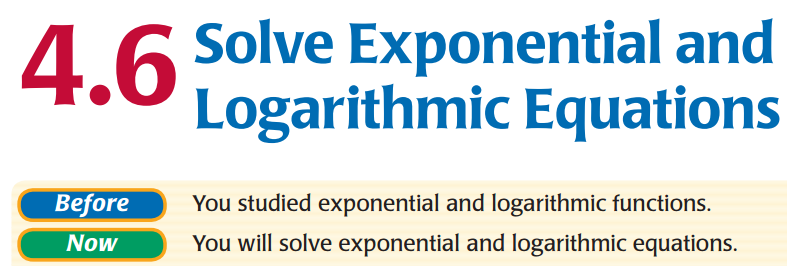 4.6 Solve Exponential and
Logarithmic Equations
Before You studied exponential and logarithmic functions.
Now You will solve exponential and logarithmic equations.